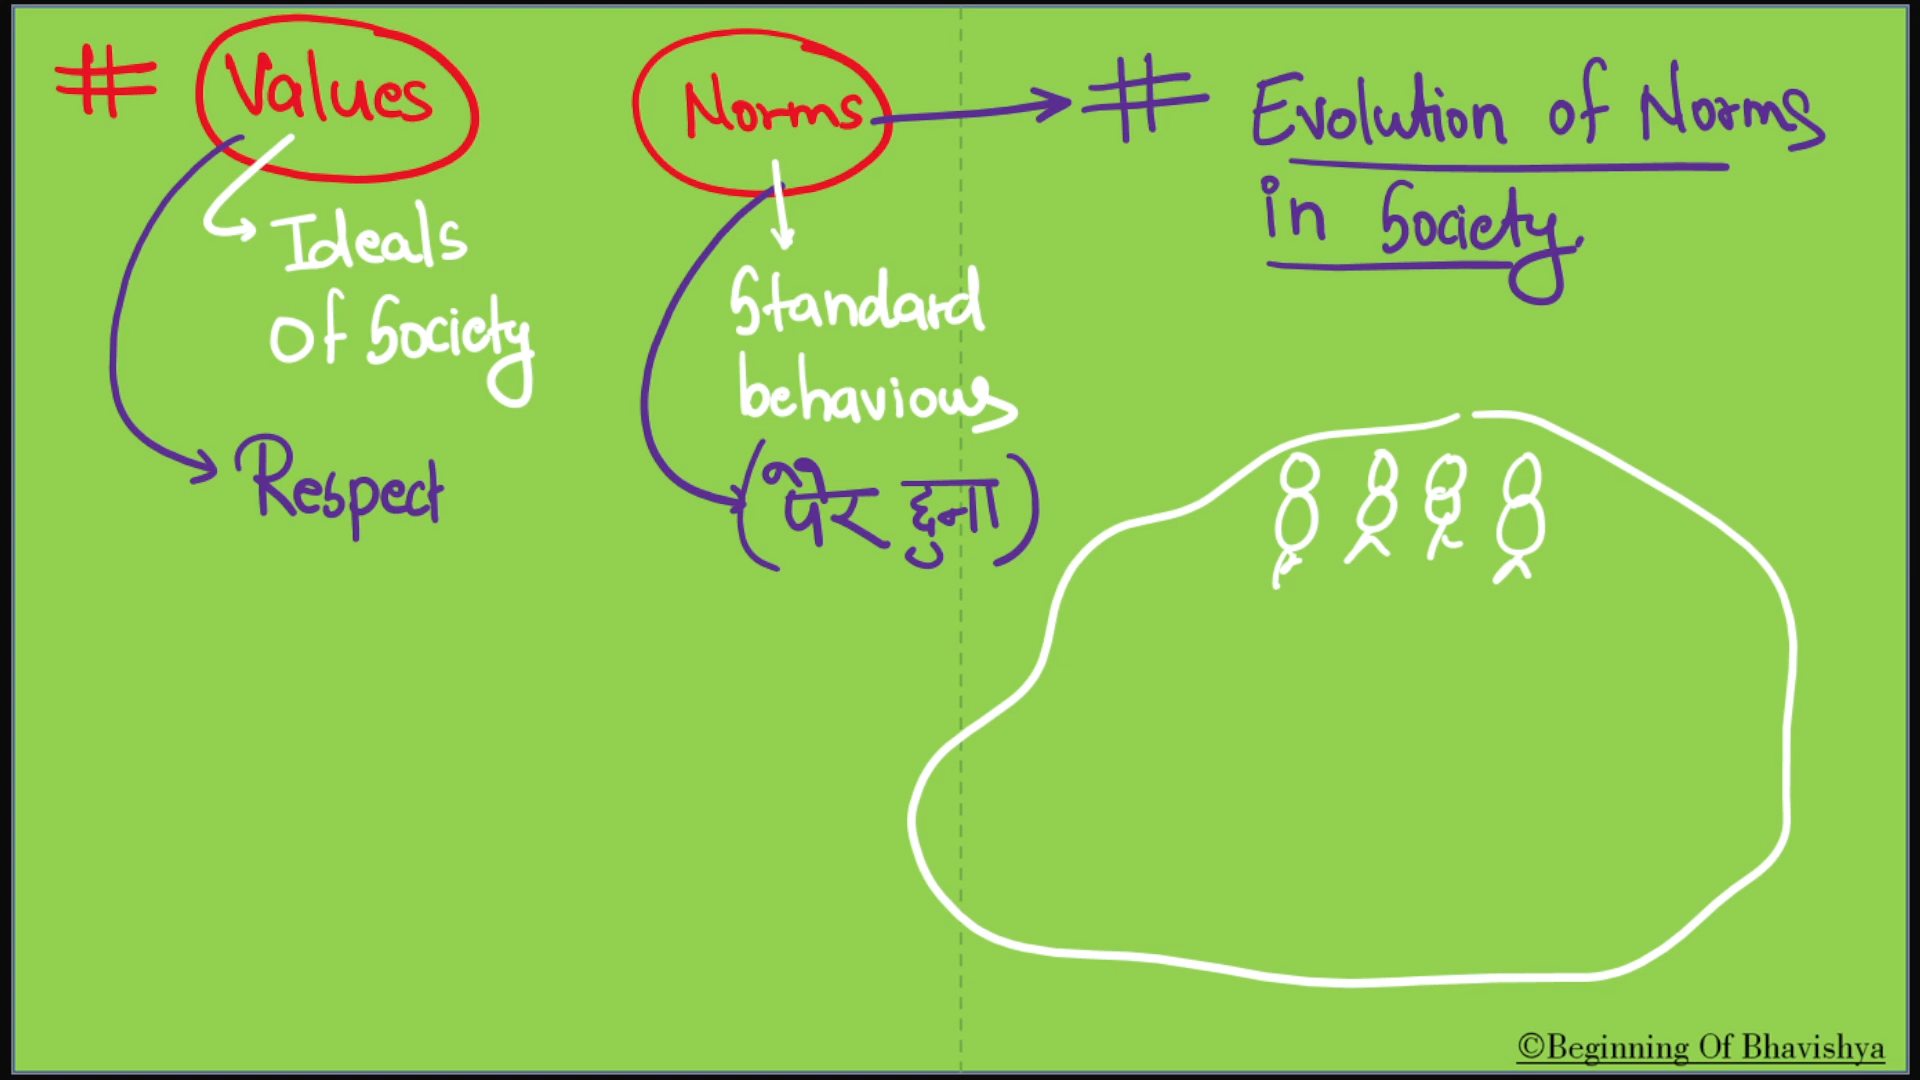 # Values
Ideals
of Society
Respect
Norms
Standard
behaviours
(पैर छुना)
# Evolution of Norms
in Society.
©Beginning Of Bhavishya